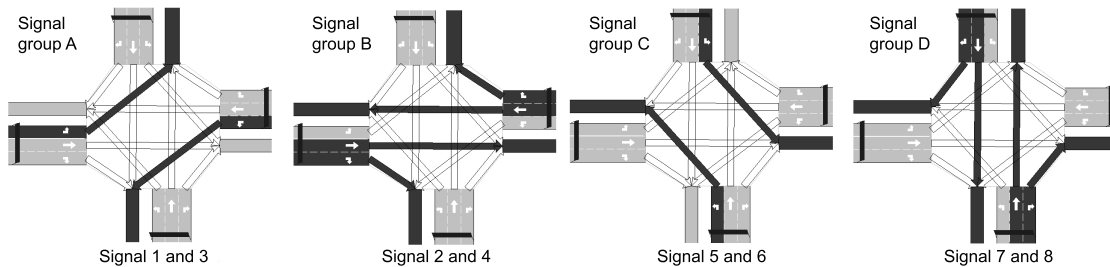 Signal
group A
Signal
group B
Signal
group C
Signal
group D
Signal 1 and 3
Signal 2 and 4
Signal 5 and 6
Signal 7 and 8